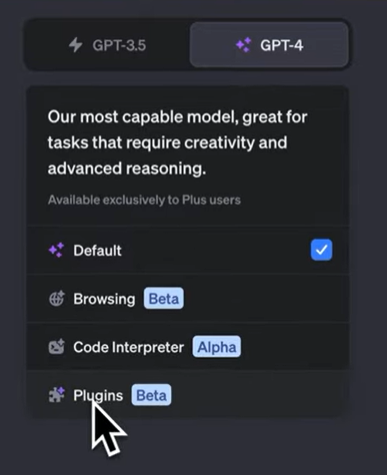 GPT-3.5
GPT-4
Our most capable model, great for
tasks that require creativity and
advanced reasoning.
Available exclusively to Plus users
Default
Browsing Beta
Code Interpreter Alpha
Plugins Beta